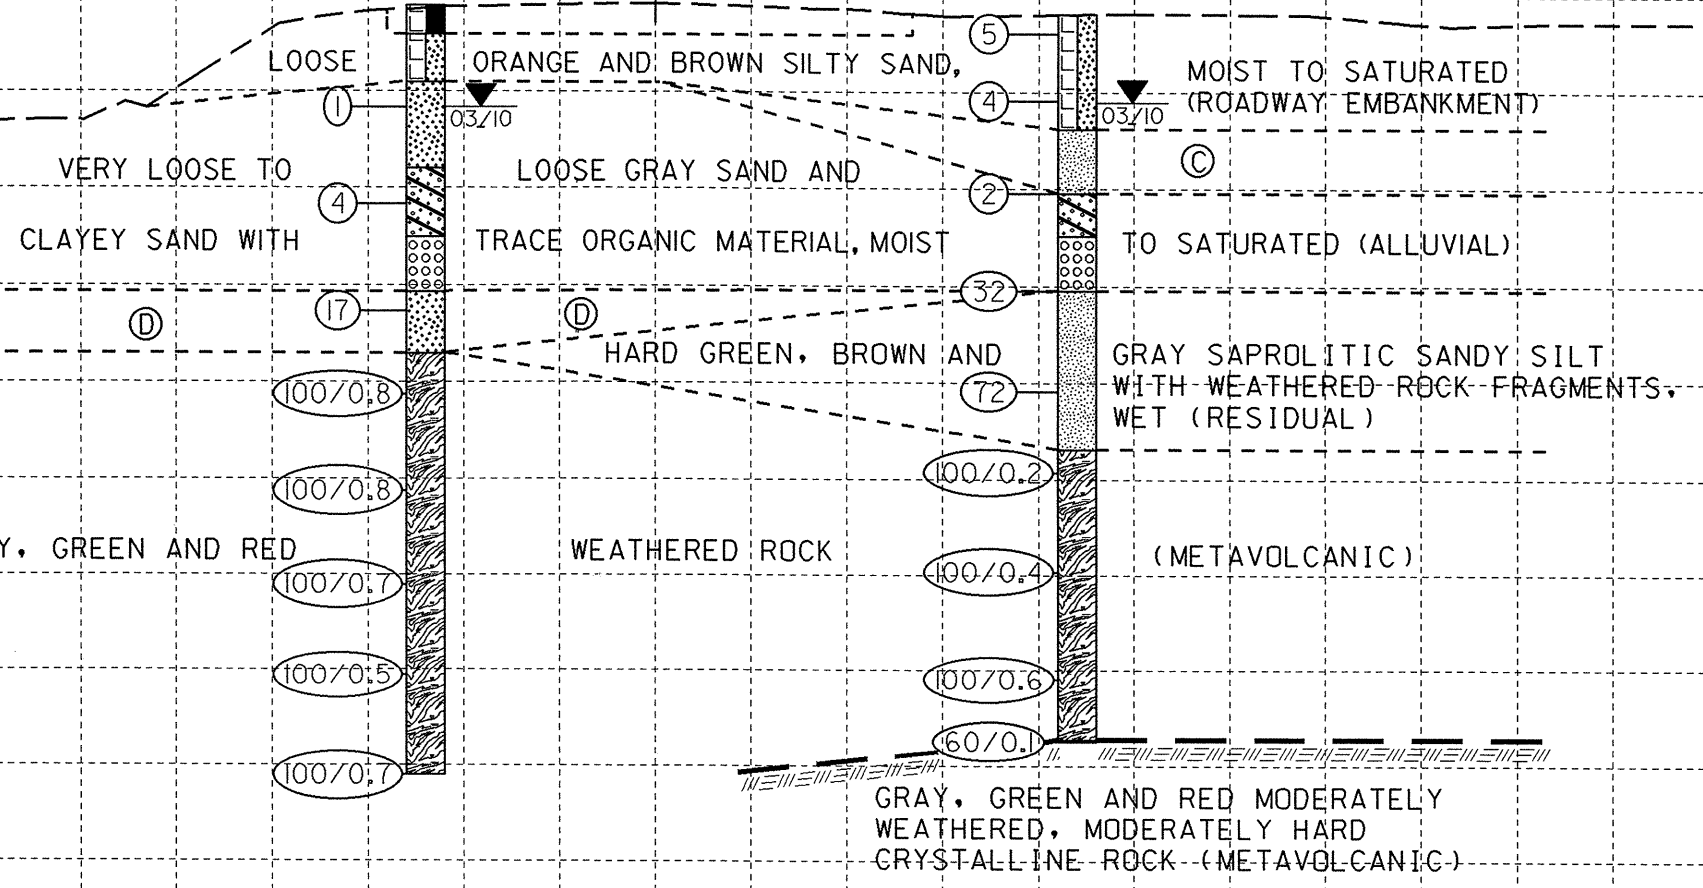 LOOSE ORANGE AND BROWN SILTY SAND, MOIST TO SATURATED
(ROADWAY EMBANKMENT)
5
1
03/10
4
03/10
C
VERY LOOSE TO LOOSE GRAY SAND AND
4
2
CLAYEY SAND WITH TRACE ORGANIC MATERIAL, MOIST TO SATURATED (ALLUVIAL)
D
17
D
32
HARD GREEN, BROWN AND GRAY SAPROLITIC SANDY SILT
WITH WEATHERED ROCK FRAGMENTS,
WET (RESIDUAL)
100/0.8
72
100/0.8
100/0.2
Y, GREEN AND RED WEATHERED ROCK (METAVOLCANIC)
100/0.7
100/0.4
100/0.5
100/0.6
100/0.7
60/0.1
GRAY, GREEN AND RED MODERATELY
WEATHERED, MODERATELY HARD
CRYSTALLINE ROCK (METAVOLCANIC)